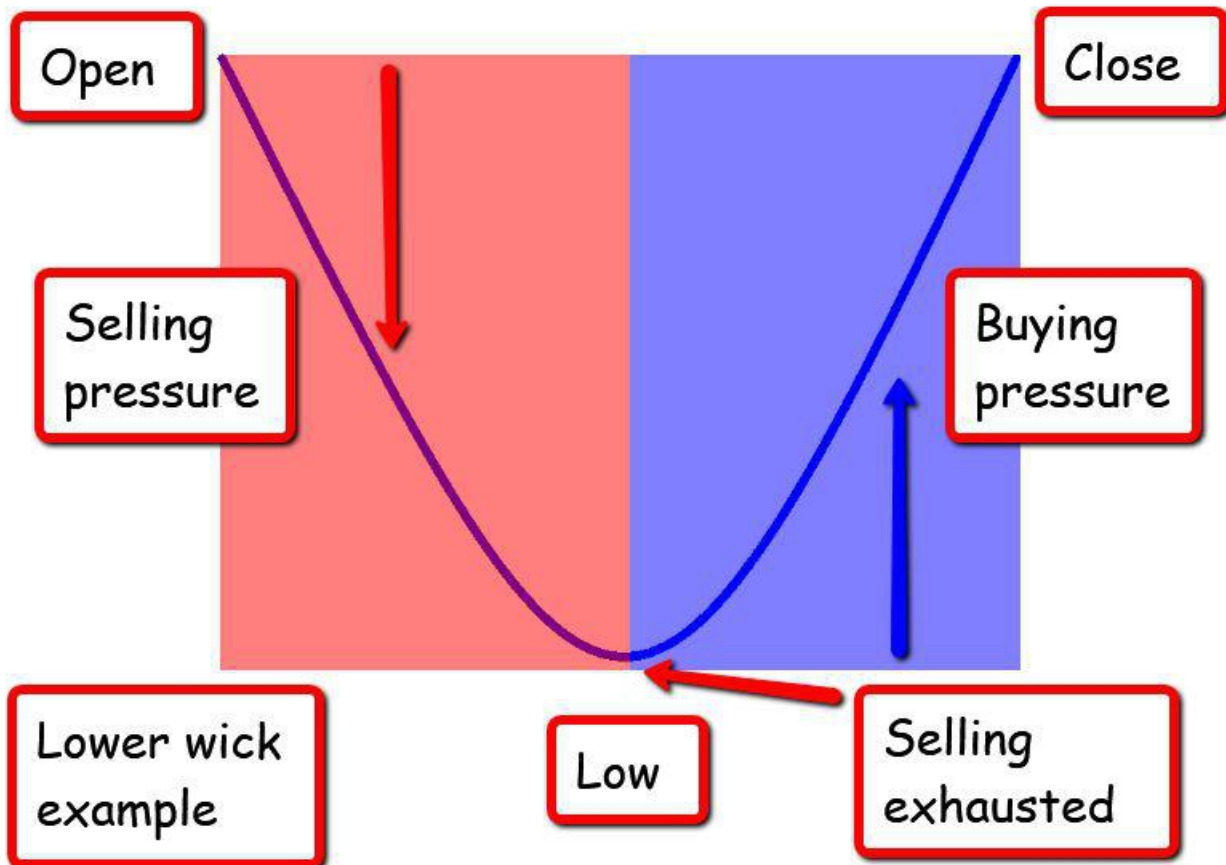 Open
Close
Selling
pressure
Buying
pressure
Lower wick
example
Low
Selling
exhausted